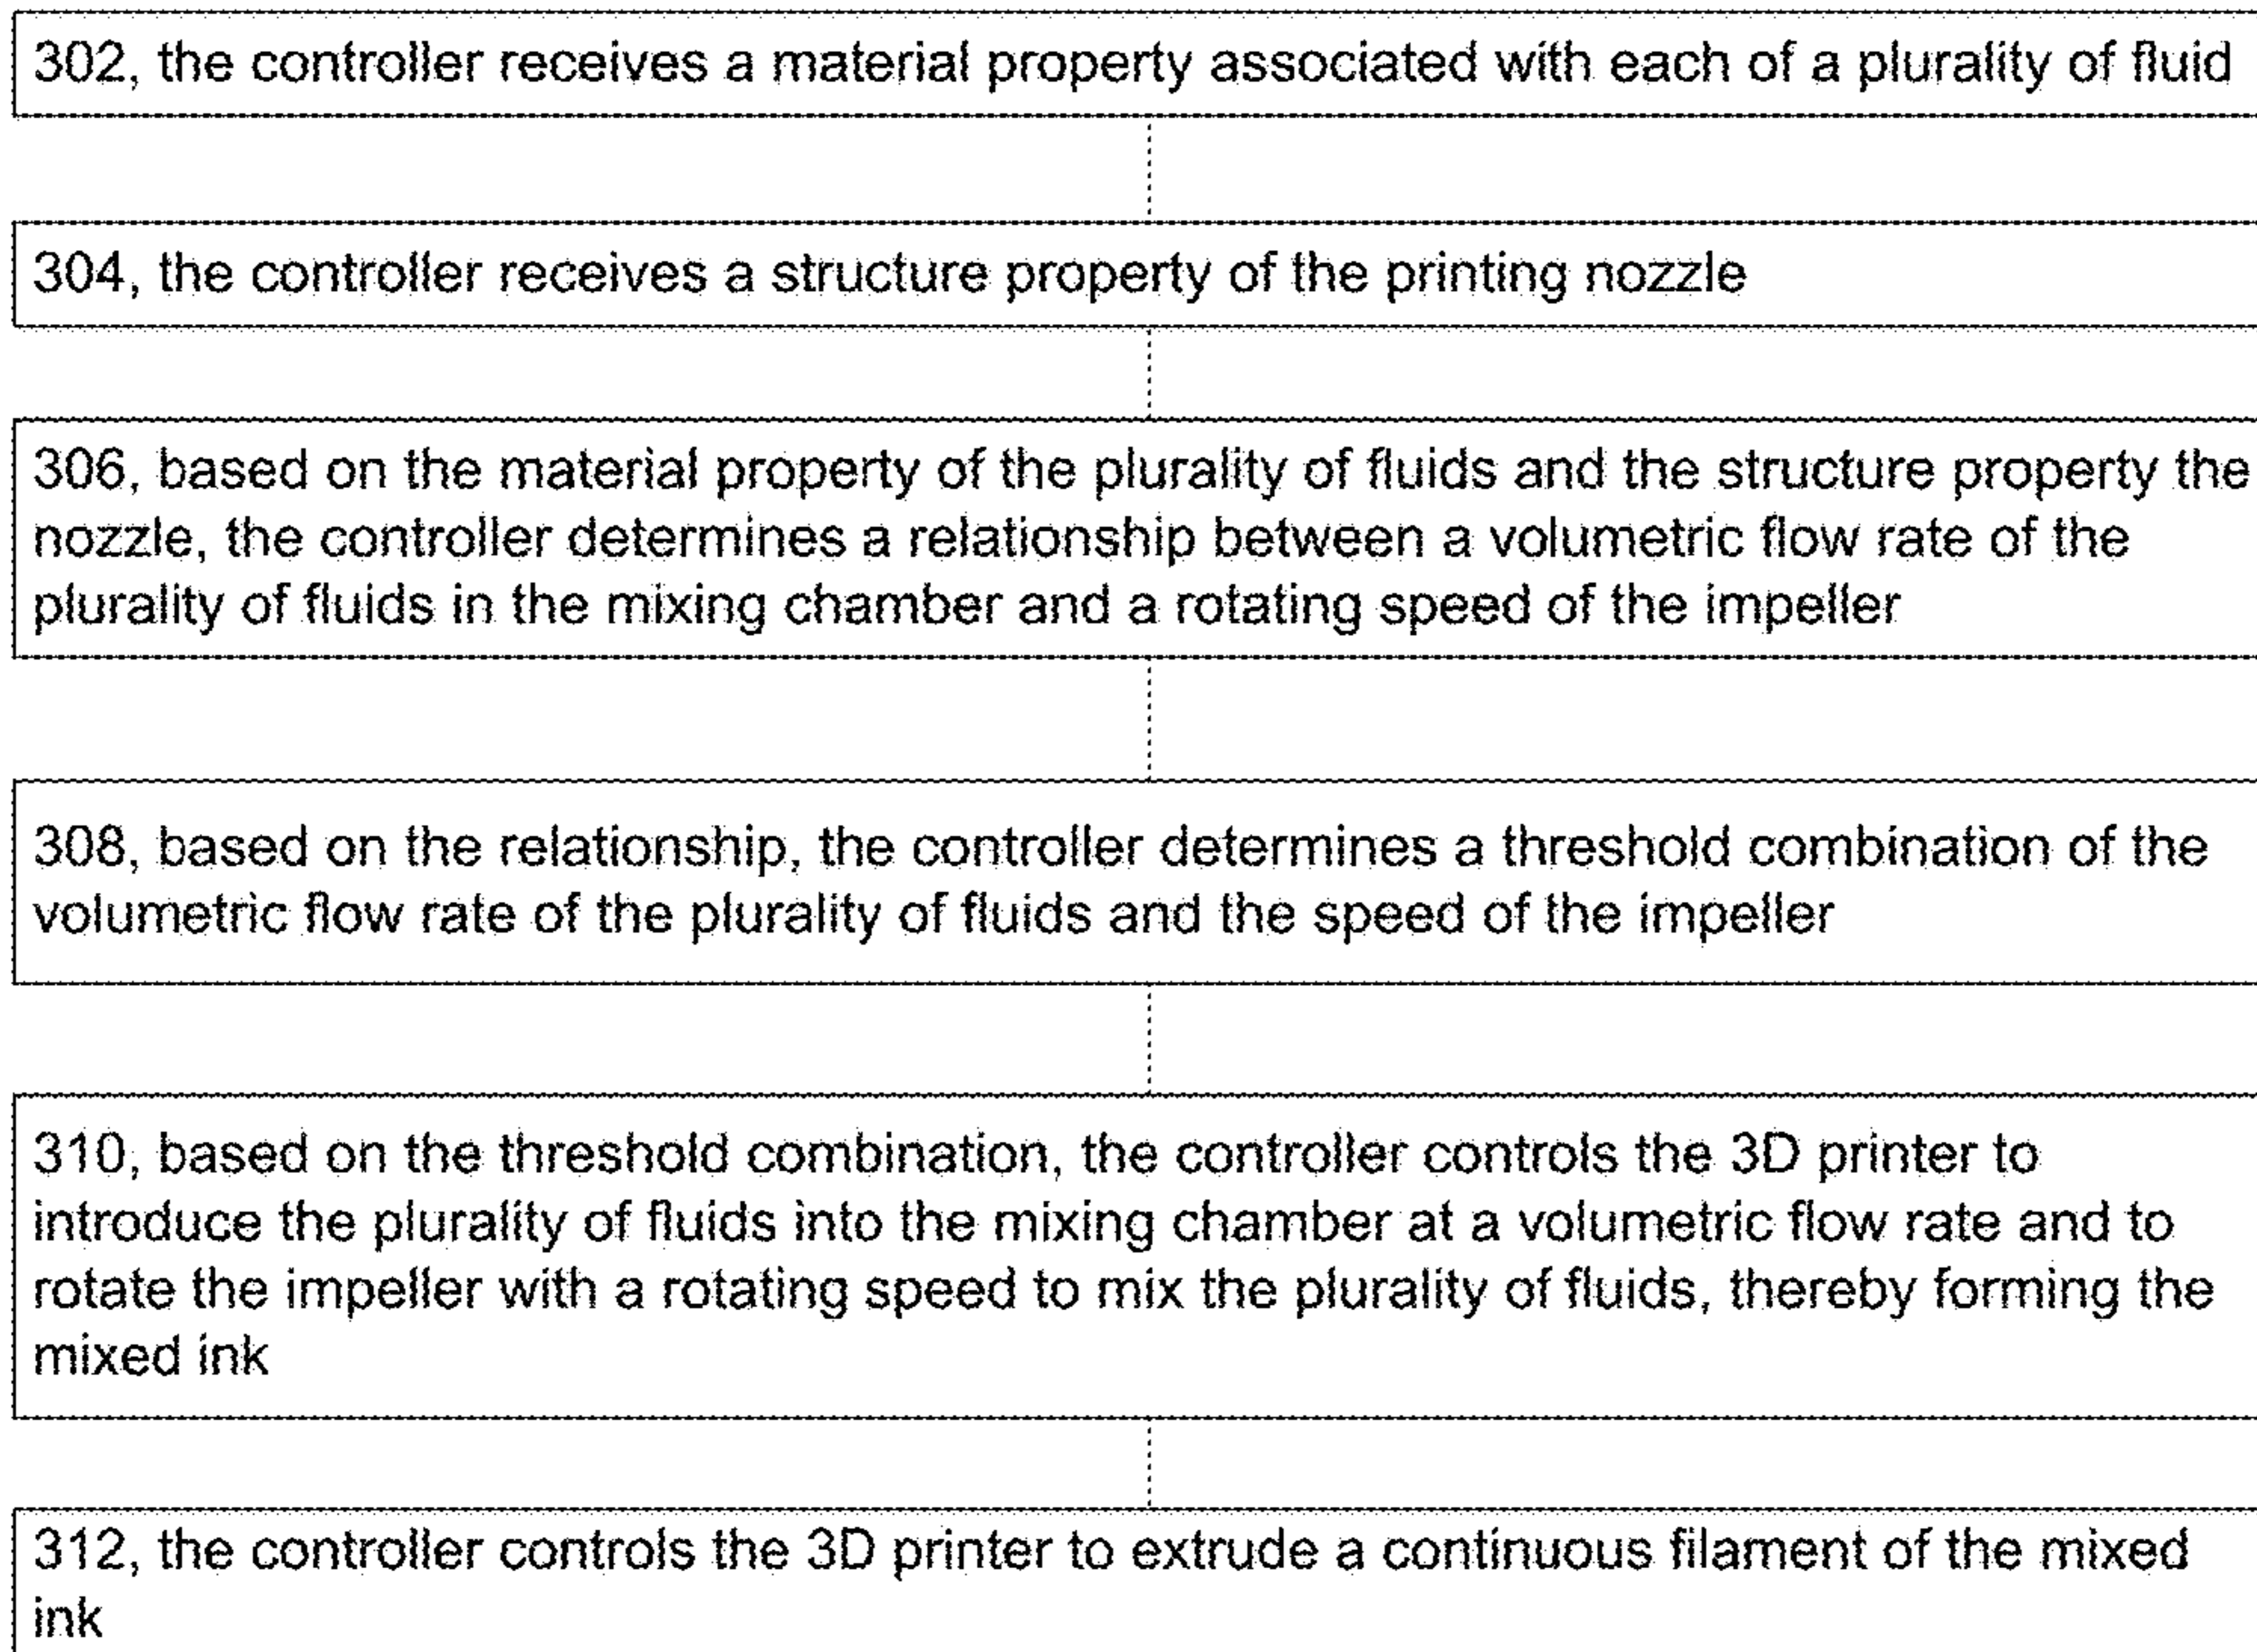 302, the controller receives a material property associated with each of a plurality of fluid
304, the controller receives a structure property of the printing nozzle
306, based on the material property of the plurality of fluids and the structure property the
nozzle, the controller determines a relationship between a volumetric flow rate of the
plurality of fluids in the mixing chamber and a rotating speed of the impeller
308, based on the relationship, the controller determines a threshold combination of the
volumetric flow rate of the plurality of fluids and the speed of the impeller
310, based on the threshold combination, the controller controls the 3D printer to
introduce the plurality of fluids into the mixing chamber at a volumetric flow rate and to
rotate the impeller with a rotating speed to mix the plurality of fluids, thereby forming the
mixed ink
312, the controller controls the 3D printer to extrude a continuous filament of the mixed
ink